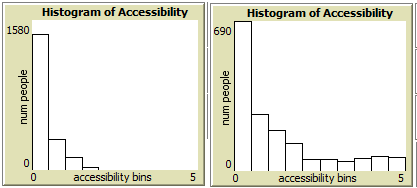 Histogram of Accessibility
1580
num people
0
0
accessibility bins
5
Histogram of Accessibility
690
num people
0
0
accessibility bins
5